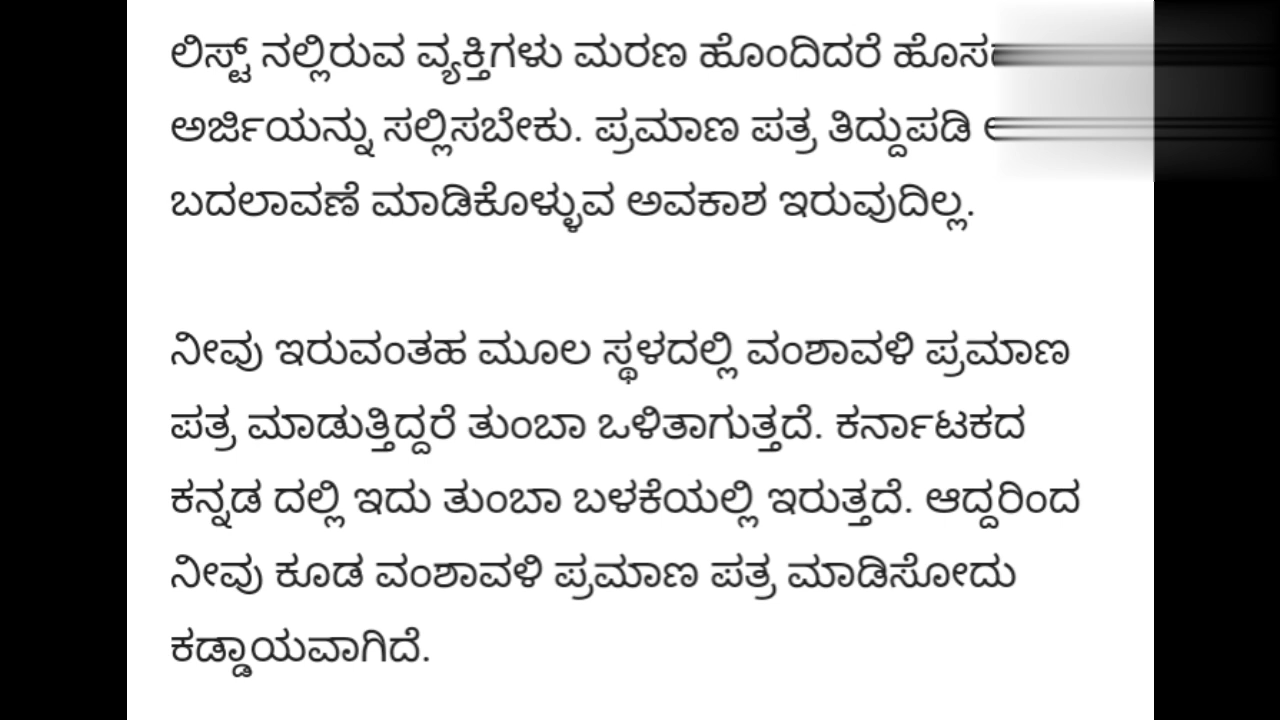 ಲಿಸ್ಟ್ ನಲ್ಲಿರುವ ವ್ಯಕ್ತಿಗಳು ಮರಣ ಹೊಂದಿದರೆ
ಅರ್ಜಿಯನ್ನು ಸಲ್ಲಿಸಬೇಕು. ಪ್ರಮಾಣ ಪತ್ರ ತಿದ್ದುಪಡಿ
ಬದಲಾವಣೆ ಮಾಡಿಕೊಳ್ಳುವ ಅವಕಾಶ ಇರುವುದಿಲ್ಲ.
ನೀವು ಇರುವಂತಹ ಮೂಲ ಸ್ಥಳದಲ್ಲಿ ವಂಶಾವಳಿ ಪ್ರಮಾಣ
ಪತ್ರ ಮಾಡುತ್ತಿದ್ದರೆ ತುಂಬಾ ಒಳಿತಾಗುತ್ತದೆ. ಕರ್ನಾಟಕದ
ಕನ್ನಡ ದಲ್ಲಿ ಇದು ತುಂಬಾ ಬಳಕೆಯಲ್ಲಿ ಇರುತ್ತದೆ. ಆದ್ದರಿಂದ
ನೀವು ಕೂಡ ವಂಶಾವಳಿ ಪ್ರಮಾಣ ಪತ್ರ ಮಾಡಿಸೋದು
ಕಡ್ಡಾಯವಾಗಿದೆ.